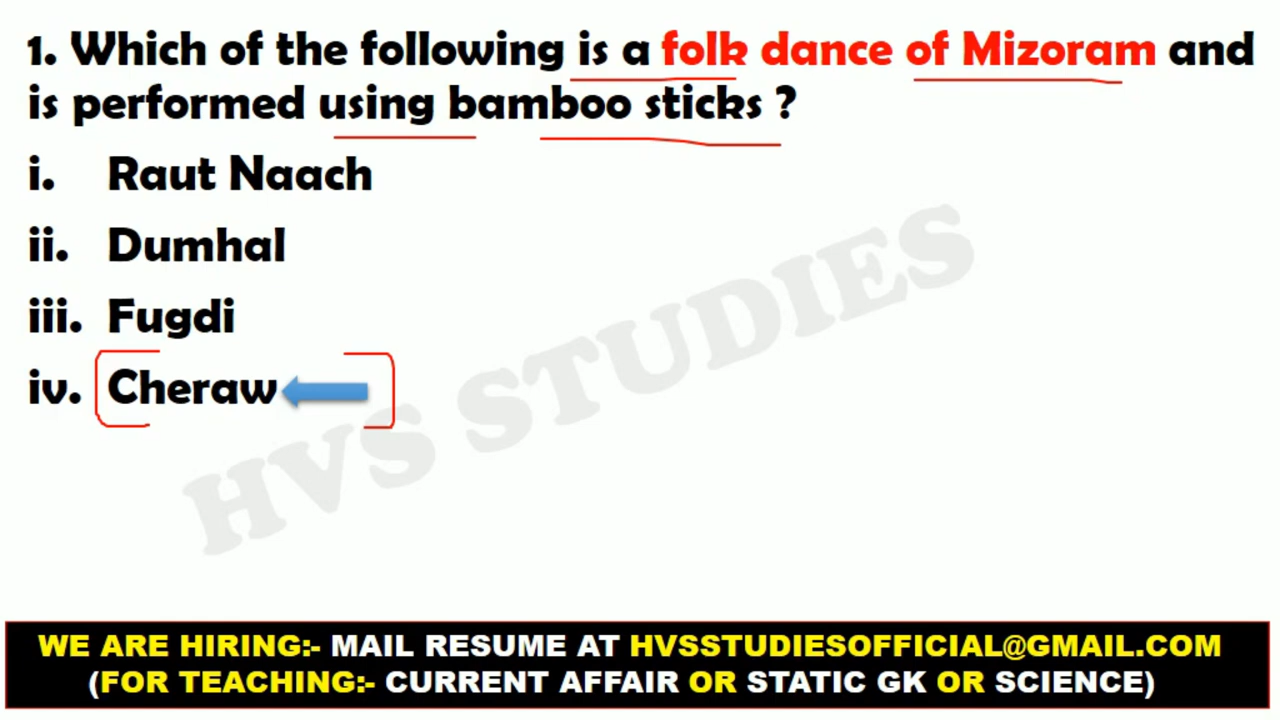 1. Which of the following is a folk dance of Mizoram and
is performed using bamboo sticks ?
i. Raut Naach
ii. Dumhal
iii. Fugdi
iv. Cheraw
HVS STUDIES
WE ARE HIRING:- MAIL RESUME AT HVSSTUDIESOFFICIAL@GMAIL.COM
(FOR TEACHING:- CURRENT AFFAIR OR STATIC GK OR SCIENCE)